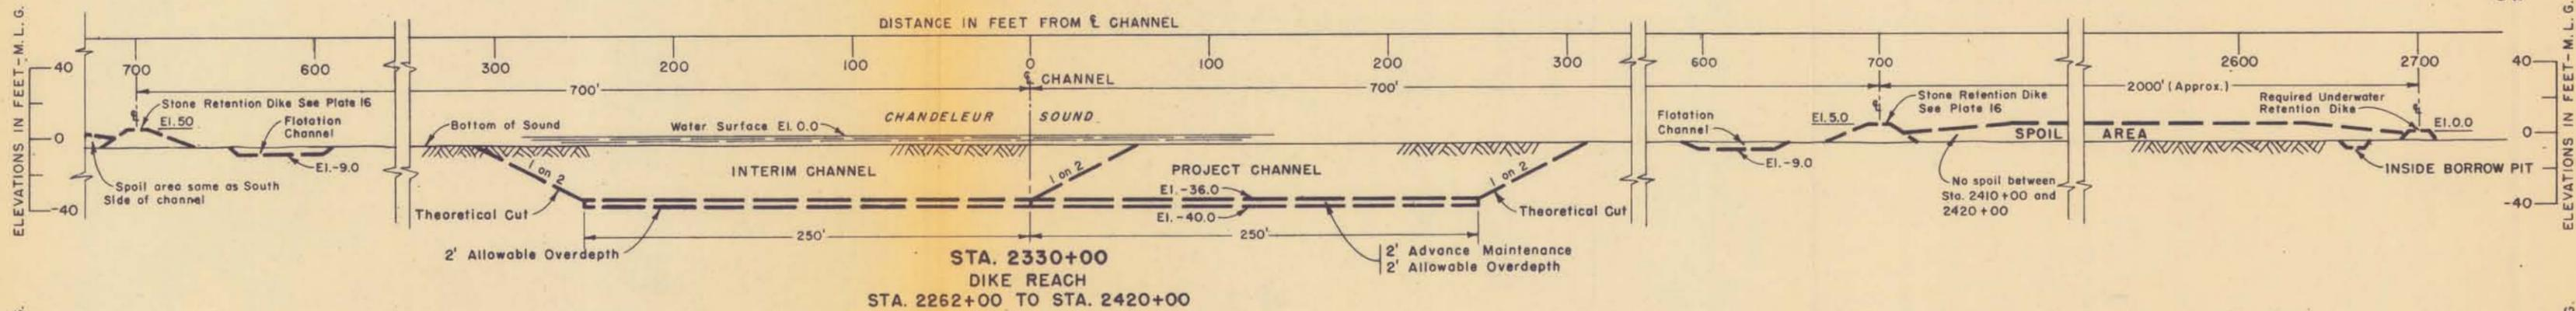 DISTANCE IN FEET FROM ℄ CHANNEL
ELEVATIONS IN FEET-M.L.G.
40
0
-40
700
600
300
200
100
0
100
200
300
600
700
2600
2700
40
0
-40
ELEVATIONS IN FEET-M.L.G.
℄ CHANNEL
700'
700'
2000' (Approx.)
℄
Stone Retention Dike See Plate 16
El. 50
Flotation
Channel
El.-9.0
Spoil area same as South
Side of channel
Bottom of Sound
Water Surface El. 0.0
CHANDELEUR SOUND
INTERIM CHANNEL
PROJECT CHANNEL
1 on 2
1 on 2
1 on 2
Theoretical Cut
El.-36.0
El.-40.0
Theoretical Cut
250'
250'
2' Allowable Overdepth
2' Advance Maintenance
2' Allowable Overdepth
Flotation
Channel
El.-9.0
℄
El. 5.0
Stone Retention Dike
See Plate 16
SPOIL AREA
No spoil between
Sta. 2410+00 and
2420+00
Required Underwater
Retention Dike
℄
El. 0.0
INSIDE BORROW PIT
STA. 2330+00
DIKE REACH
STA. 2262+00 TO STA. 2420+00